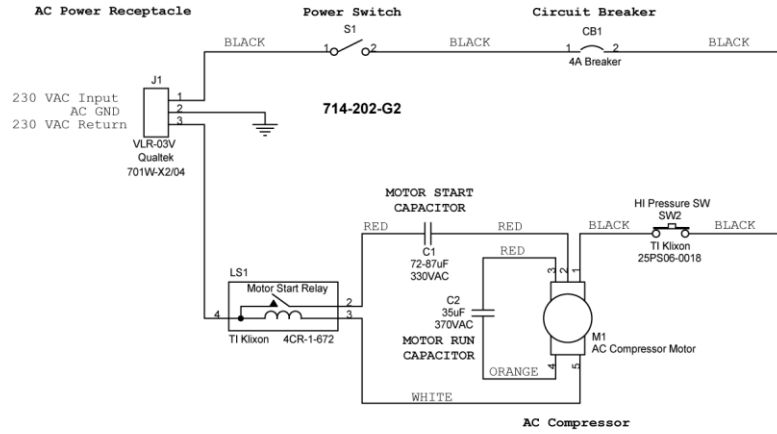 AC Power Receptacle
Power Switch
Circuit Breaker
S1
CB1
BLACK
1
2
BLACK
1
2
BLACK
4A Breaker
J1
230 VAC Input
1
AC GND
2
230 VAC Return
3
714-202-G2
VLR-03V
Qualtek
701W-X2/04
MOTOR START
CAPACITOR
HI Pressure SW
SW2
RED
RED
BLACK
BLACK
C1
72-87uF
330VAC
TI Klixon
25PS06-0018
RED
3
2
1
LS1
Motor Start Relay
2
4
3
TI Klixon
4CR-1-672
C2
35uF
370VAC
MOTOR RUN
CAPACITOR
M1
AC Compressor Motor
ORANGE
4
5
WHITE
AC Compressor